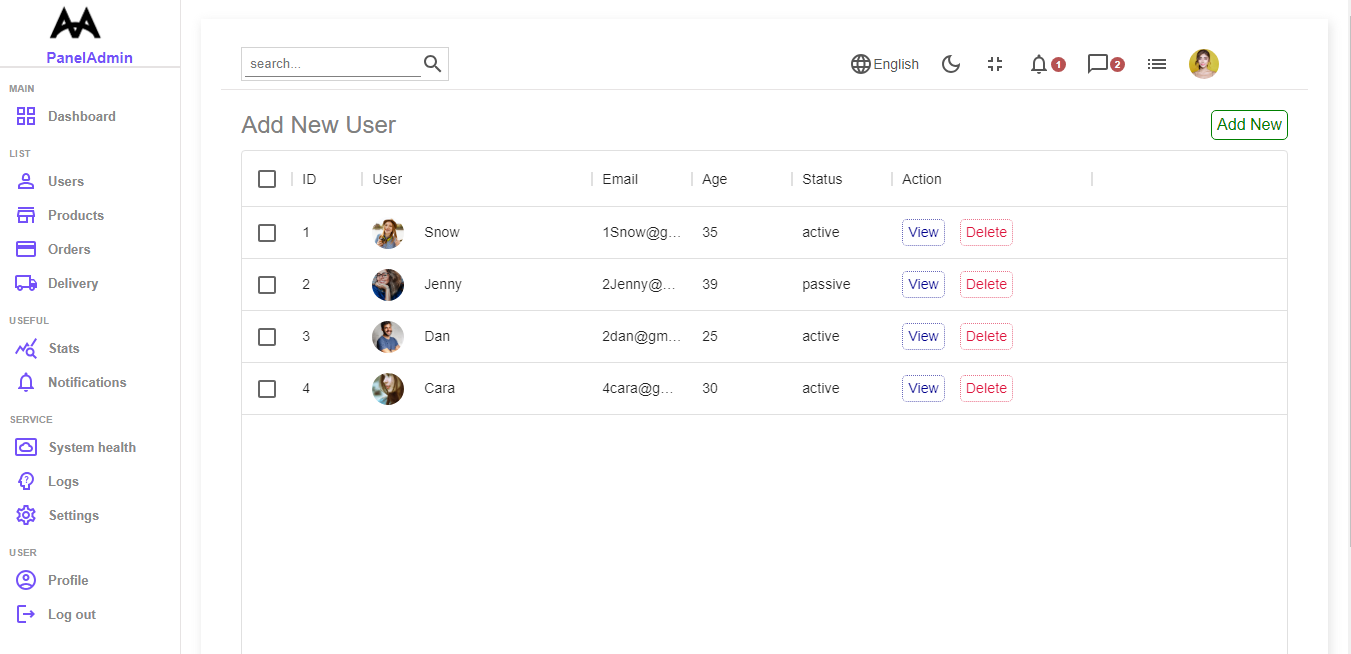 PanelAdmin
MAIN
Dashboard
LIST
Users
Products
Orders
Delivery
USEFUL
Stats
Notifications
SERVICE
System health
Logs
Settings
USER
Profile
Log out
search...
English
1
2
Add New User
Add New
ID User Email Age Status Action
1 Snow 1Snow@g... 35 active View Delete
2 Jenny 2Jenny@... 39 passive View Delete
3 Dan 2dan@gm... 25 active View Delete
4 Cara 4cara@g... 30 active View Delete